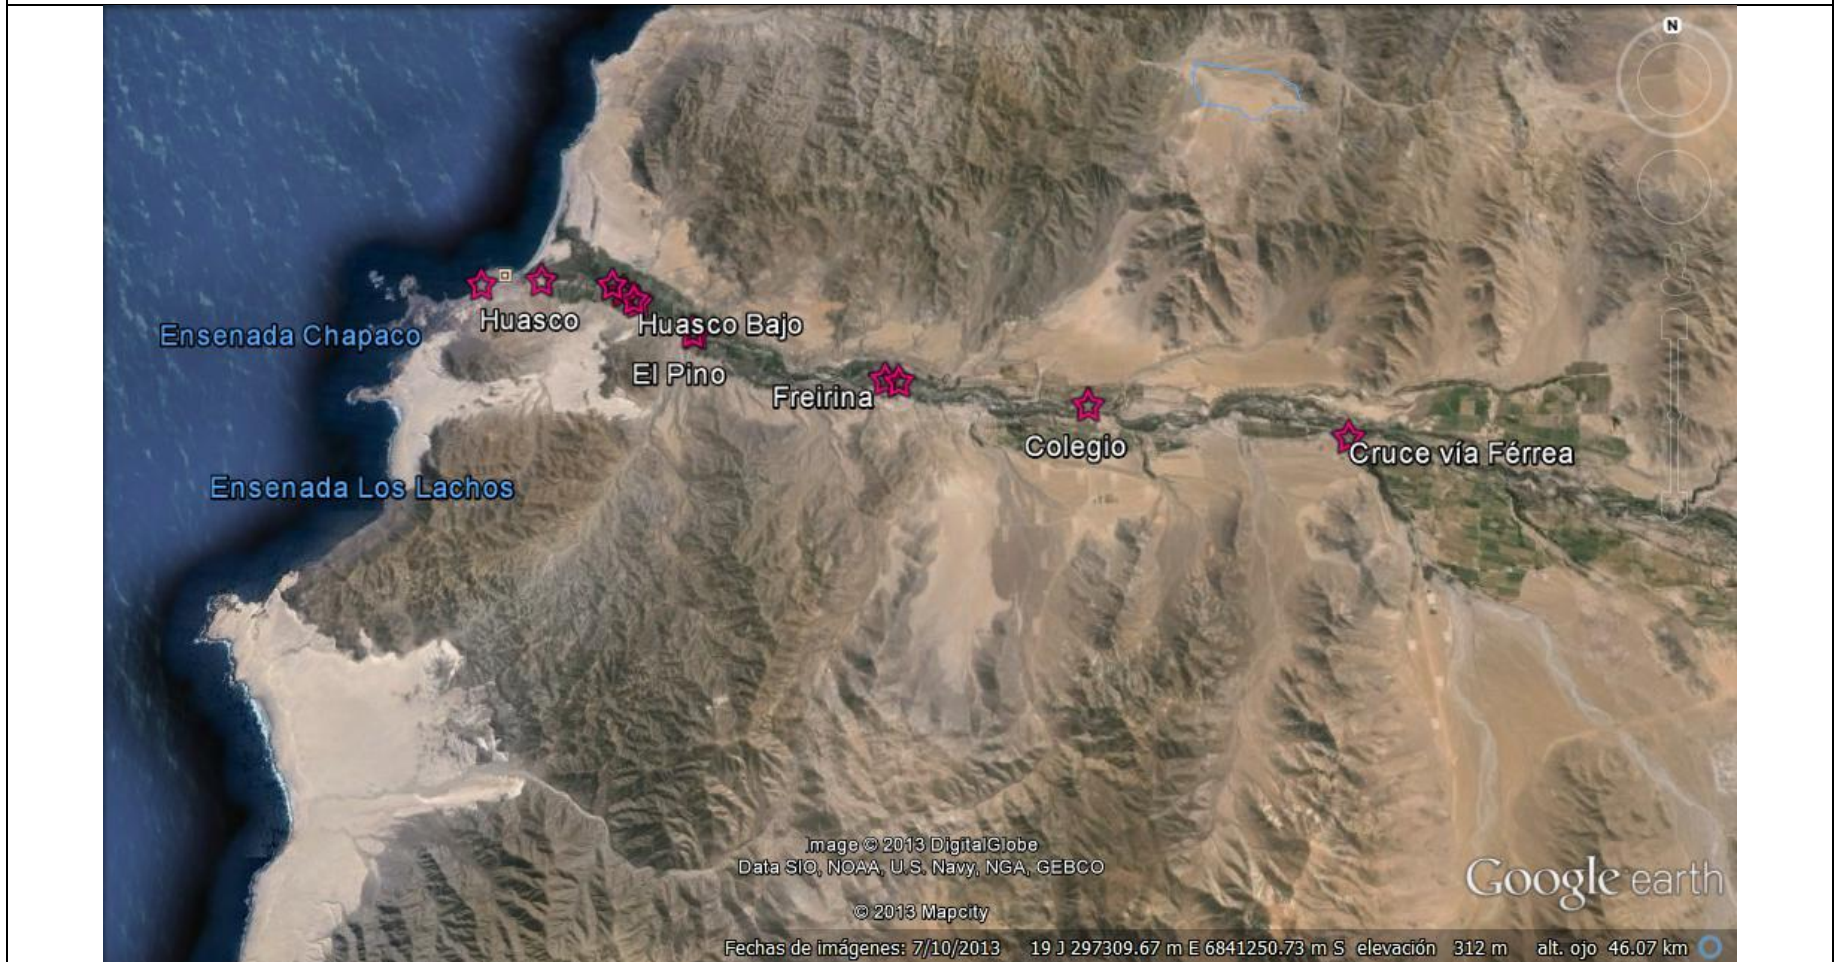 N
Huasco
Huasco Bajo
Ensenada Chapaco
El Pino
Freirina
Colegio
Cruce vía Férrea
Ensenada Los Lachos
Image © 2013 DigitalGlobe
Data SIO, NOAA, U.S. Navy, NGA, GEBCO
© 2013 Mapcity
Google earth
Fechas de imágenes: 7/10/2013 19 J 297309.67 m E 6841250.73 m S elevación 312 m alt. ojo 46.07 km